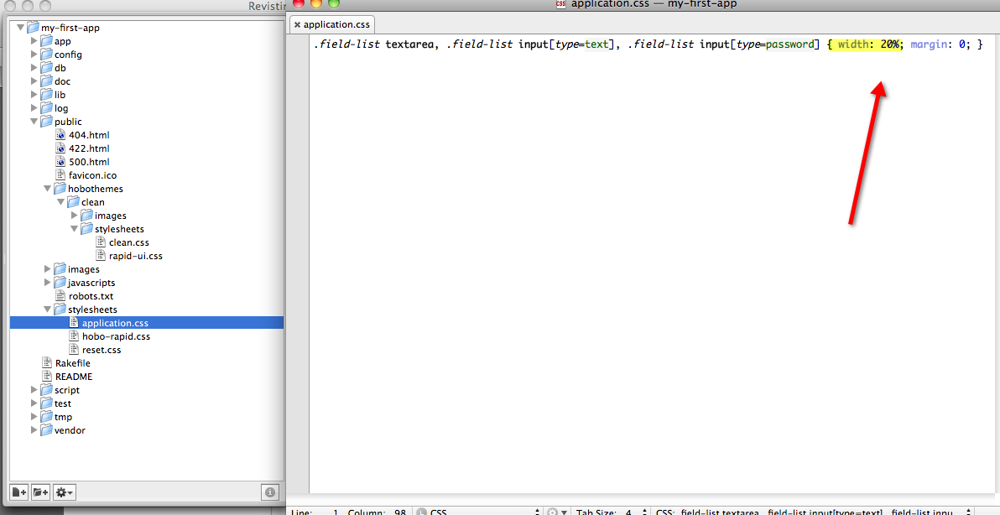 Revistin
application.css — my-first-app
application.css
.field-list textarea, .field-list input[type=text], .field-list input[type=password] { width: 20%; margin: 0; }
my-first-app
app
config
db
doc
lib
log
public
404.html
422.html
500.html
favicon.ico
hobothemes
clean
images
stylesheets
clean.css
rapid-ui.css
images
javascripts
robots.txt
stylesheets
application.css
hobo-rapid.css
reset.css
Rakefile
README
script
test
tmp
vendor
Line: 1 Column: 98 L CSS Tab Size: 4 CSS: .field-list textarea, .field-list input[type=text], .field-list inpu